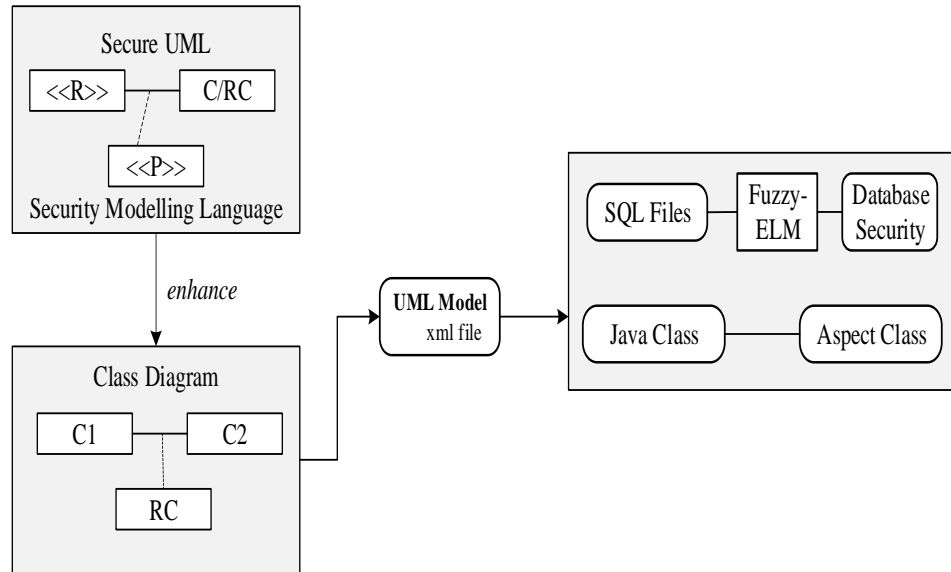 Secure UML
<<R>>
C/RC
<<P>>
Security Modelling Language
enhance
Class Diagram
C1
C2
RC
UML Model
xml file
SQL Files
Fuzzy-
ELM
Database
Security
Java Class
Aspect Class